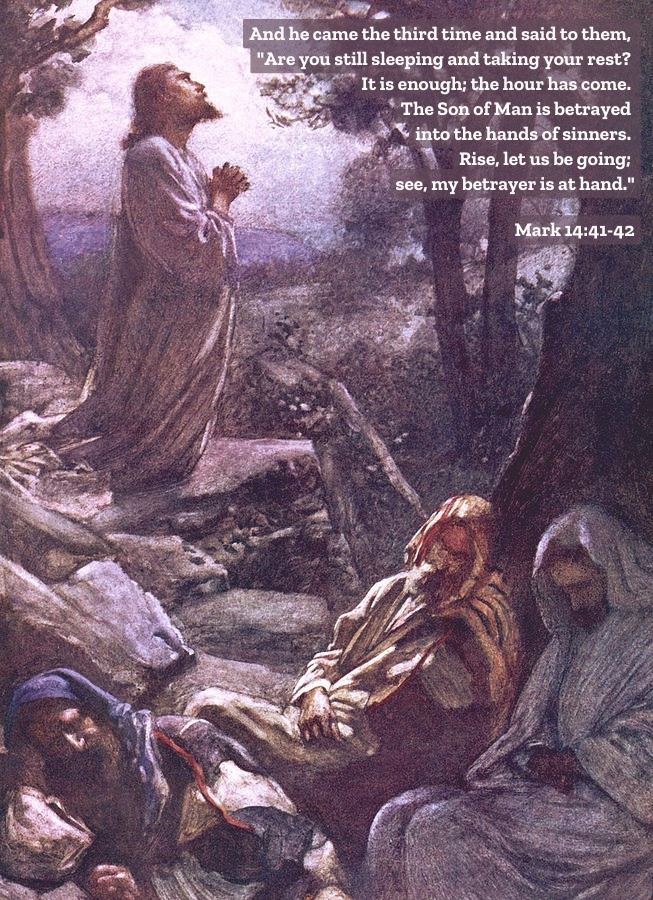 And he came the third time and said to them,
"Are you still sleeping and taking your rest?
It is enough; the hour has come.
The Son of Man is betrayed
into the hands of sinners.
Rise, let us be going;
see, my betrayer is at hand."
Mark 14:41-42